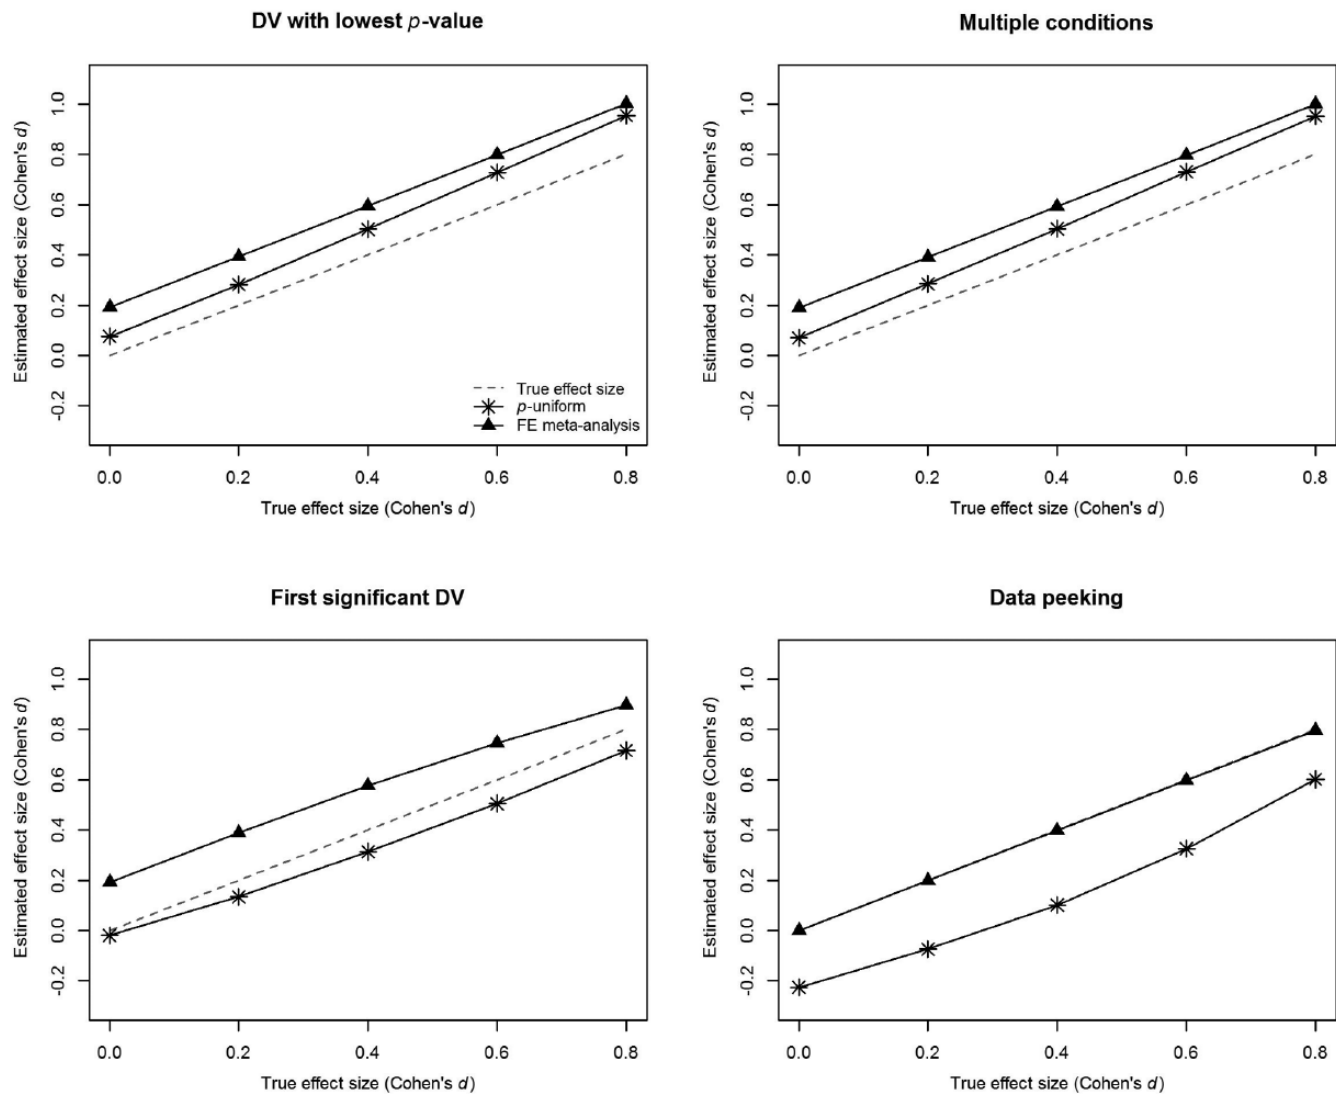 DV with lowest p-value
Estimated effect size (Cohen's d)
1.0
0.8
0.6
0.4
0.2
0.0
-0.2
True effect size
p-uniform
FE meta-analysis
0.0 0.2 0.4 0.6 0.8
True effect size (Cohen's d)
Multiple conditions
Estimated effect size (Cohen's d)
1.0
0.8
0.6
0.4
0.2
0.0
-0.2
0.0 0.2 0.4 0.6 0.8
True effect size (Cohen's d)
First significant DV
Estimated effect size (Cohen's d)
1.0
0.8
0.6
0.4
0.2
0.0
-0.2
0.0 0.2 0.4 0.6 0.8
True effect size (Cohen's d)
Data peeking
Estimated effect size (Cohen's d)
1.0
0.8
0.6
0.4
0.2
0.0
-0.2
0.0 0.2 0.4 0.6 0.8
True effect size (Cohen's d)